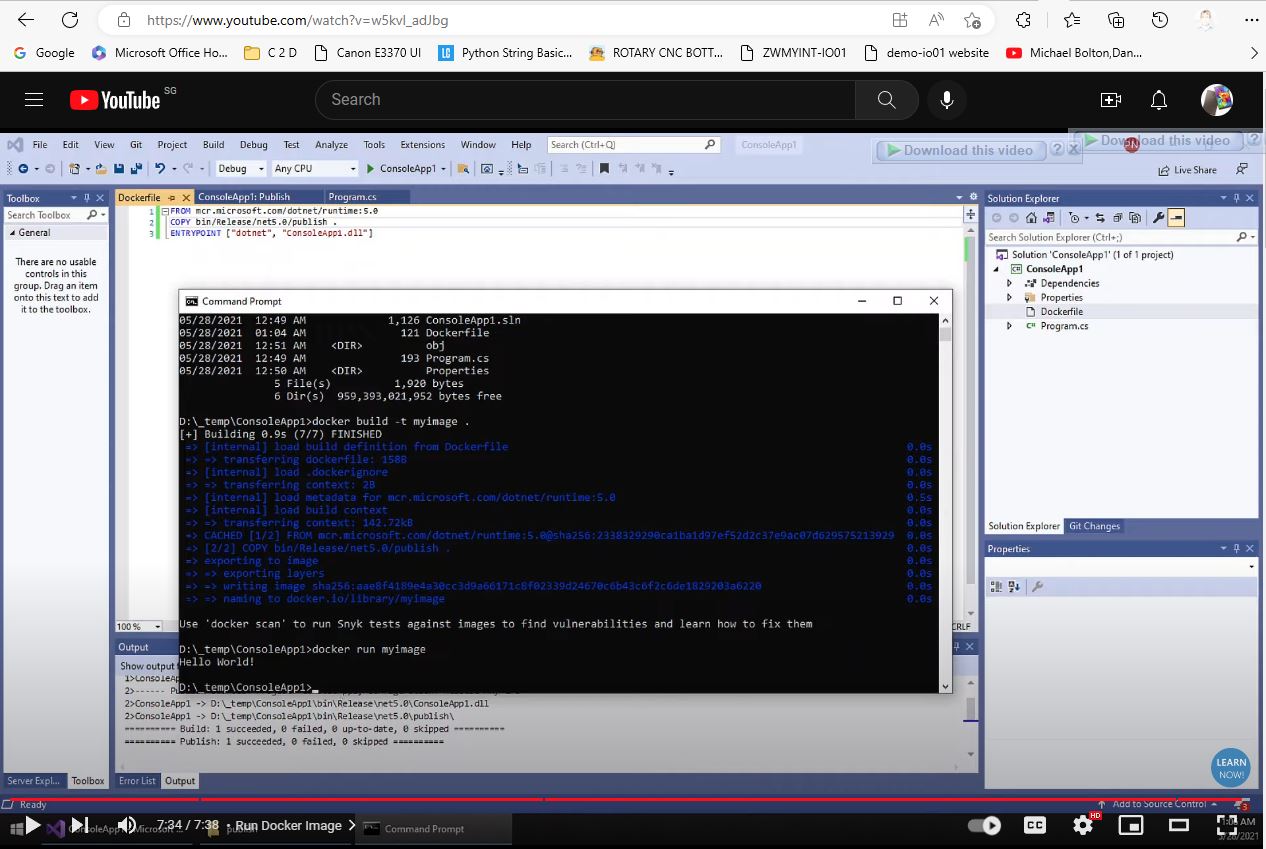 https://www.youtube.com/watch?v=w5kvl_adJbg
Google
Microsoft Office Ho...
C 2 D
Canon E3370 UI
Python String Basic...
ROTARY CNC BOTT...
ZWMVNT-IO01
demo-io01 website
Michael Bolton,Dan...
YouTube SG
Search
File Edit View Git Project Build Debug Test Analyze Tools Extensions Window Help
Search (Ctrl+Q)
ConsoleApp1
Download this video
Download this video
Debug
Any CPU
ConsoleApp1
Live Share
Toolbox
Search Toolbox
General
There are no usable
controls in this
group. Drag an item
onto this text to add
it to the toolbox.
Dockerfile
ConsoleApp1: Publish
Program.cs
1 FROM mcr.microsoft.com/dotnet/runtime:5.0
2 COPY bin/Release/net5.0/publish .
3 ENTRYPOINT ["dotnet", "ConsoleApp1.dll"]
Command Prompt
05/28/2021 12:49 AM 1,126 ConsoleApp1.sln
05/28/2021 01:04 AM 121 Dockerfile
05/28/2021 12:51 AM <DIR> obj
05/28/2021 12:49 AM 193 Program.cs
05/28/2021 12:50 AM <DIR> Properties
5 File(s) 1,920 bytes
6 Dir(s) 959,393,021,952 bytes free
D:\_temp\ConsoleApp1>docker build -t myimage .
[+] Building 0.9s (7/7) FINISHED
=> [internal] load build definition from Dockerfile 0.0s
=> => transferring dockerfile: 158B 0.0s
=> [internal] load .dockerignore 0.0s
=> => transferring context: 2B 0.0s
=> [internal] load metadata for mcr.microsoft.com/dotnet/runtime:5.0 0.5s
=> [internal] load build context 0.0s
=> => transferring context: 142.72kB 0.0s
=> CACHED [1/2] FROM mcr.microsoft.com/dotnet/runtime:5.0@sha256:2338329290ca1ba1d97ef52d2c37e9ac07d629575213929 0.0s
=> [2/2] COPY bin/Release/net5.0/publish . 0.0s
=> exporting to image 0.0s
=> => exporting layers 0.0s
=> => writing image sha256:aae8f4189e4a30cc3d9a66171c8f02339d24670c6b43c6f2c6de1829203a6220 0.0s
=> => naming to docker.io/library/myimage 0.0s
Use 'docker scan' to run Snyk tests against images to find vulnerabilities and learn how to fix them
D:\_temp\ConsoleApp1>docker run myimage
Hello World!
D:\_temp\ConsoleApp1>
Solution Explorer
Search Solution Explorer (Ctrl+;)
Solution 'ConsoleApp1' (1 of 1 project)
ConsoleApp1
Dependencies
Properties
Dockerfile
Program.cs
Solution Explorer
Git Changes
Properties
100 %
CRLF
Output
Show output
1>ConsoleA
2>------ P
2>ConsoleApp1 -> D:\_temp\ConsoleApp1\bin\Release\net5.0\ConsoleApp1.dll
2>ConsoleApp1 -> D:\_temp\ConsoleApp1\bin\Release\net5.0\publish\
========== Build: 1 succeeded, 0 failed, 0 up-to-date, 0 skipped ==========
========== Publish: 1 succeeded, 0 failed, 0 skipped ==========
LEARN
NOW!
Server Expl...
Toolbox
Error List
Output
Ready
Add to Source Control
3
7:34 / 7:38 • Run Docker Image
Command Prompt
CC
HD
5/28/2021